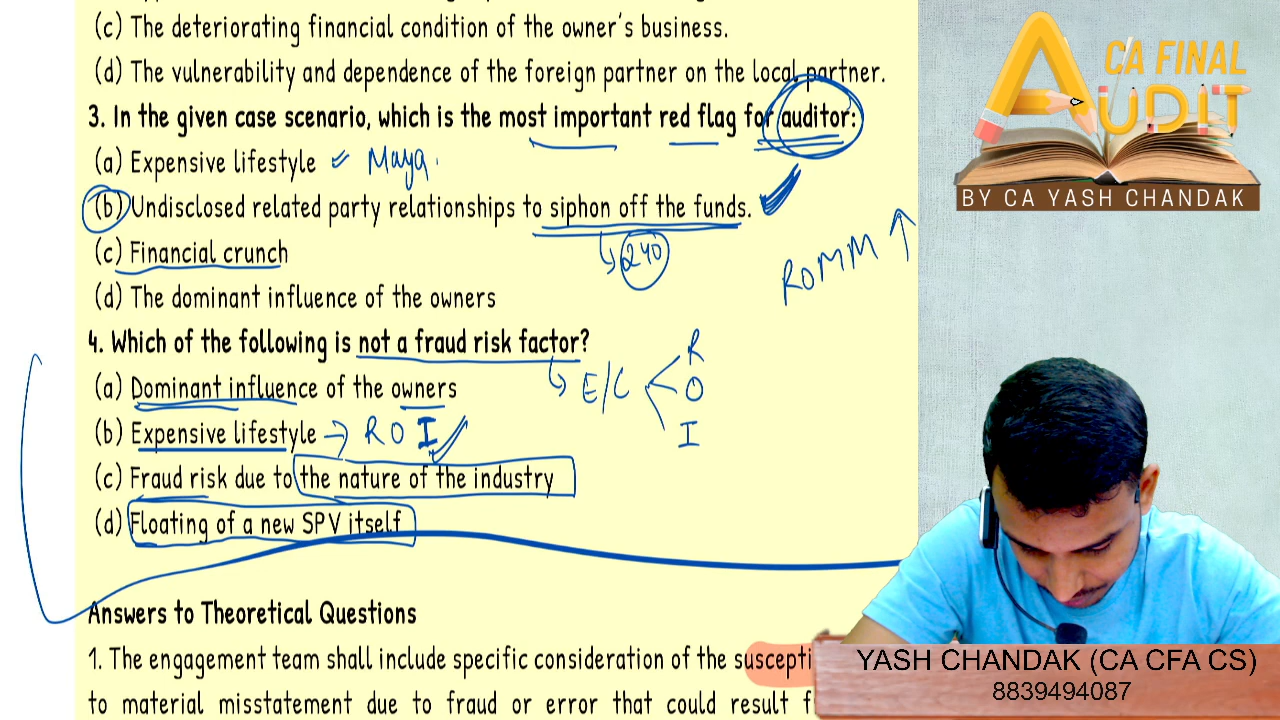 (c) The deteriorating financial condition of the owner's business.
(d) The vulnerability and dependence of the foreign partner on the local partner.
3. In the given case scenario, which is the most important red flag for auditor:
(a) Expensive lifestyle Maya
(b) Undisclosed related party relationships to siphon off the funds.
240
(c) Financial crunch
ROMM ↑
(d) The dominant influence of the owners
4. Which of the following is not a fraud risk factor?
(a) Dominant influence of the owners
E/C
R
O
I
(b) Expensive lifestyle → R O I
(c) Fraud risk due to the nature of the industry
(d) Floating of a new SPV itself
Answers to Theoretical Questions
1. The engagement team shall include specific consideration of the suscepti
to material misstatement due to fraud or error that could result f
CA FINAL
AUDIT
BY CA YASH CHANDAK
YASH CHANDAK (CA CFA CS)
8839494087